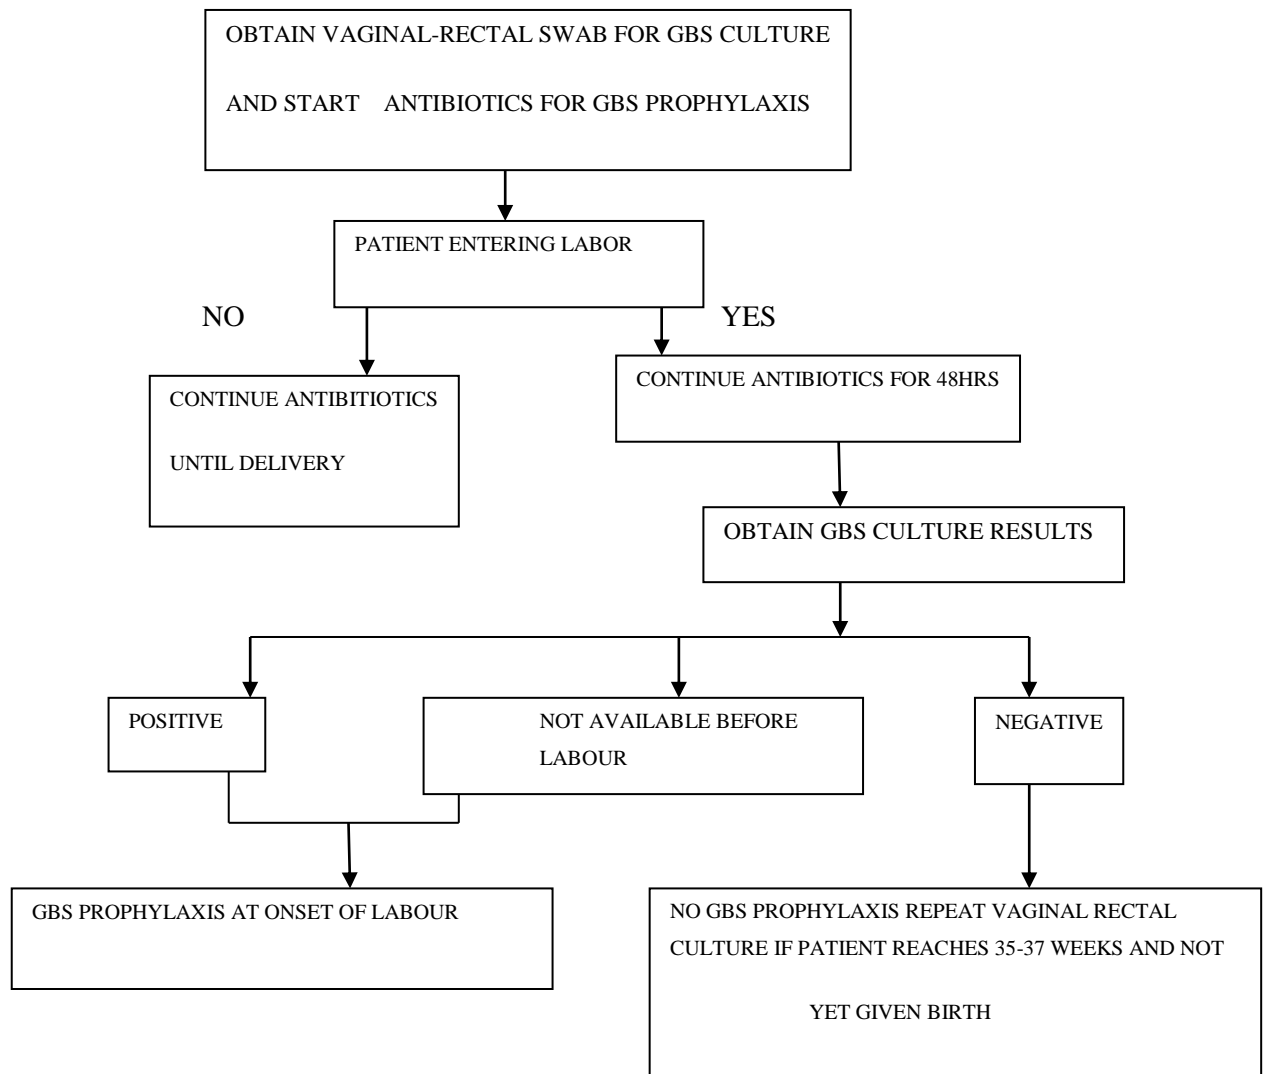 OBTAIN VAGINAL-RECTAL SWAB FOR GBS CULTURE
AND START ANTIBIOTICS FOR GBS PROPHYLAXIS
PATIENT ENTERING LABOR
NO
YES
CONTINUE ANTIBITIOTICS
UNTIL DELIVERY
CONTINUE ANTIBIOTICS FOR 48HRS
OBTAIN GBS CULTURE RESULTS
POSITIVE
NOT AVAILABLE BEFORE
LABOUR
NEGATIVE
GBS PROPHYLAXIS AT ONSET OF LABOUR
NO GBS PROPHYLAXIS REPEAT VAGINAL RECTAL
CULTURE IF PATIENT REACHES 35-37 WEEKS AND NOT
YET GIVEN BIRTH